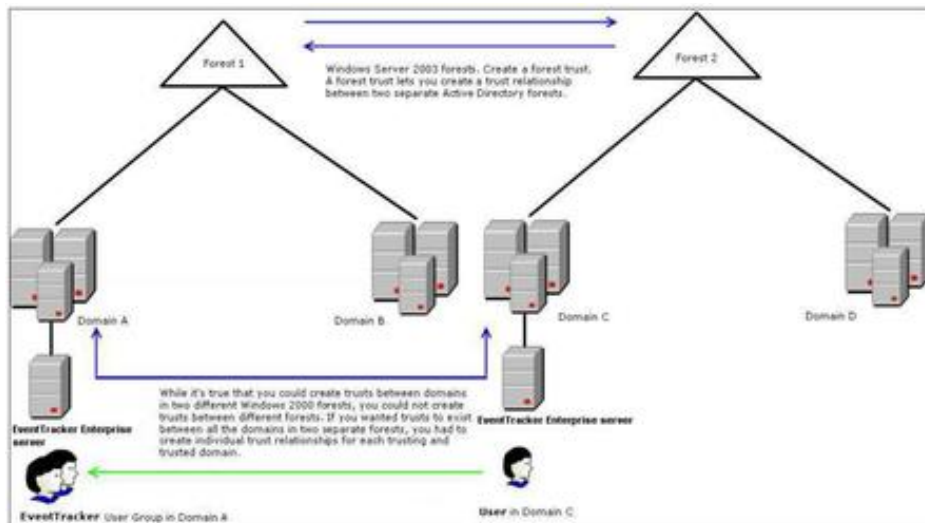 Forest 1
Forest 2
Windows Server 2003 forests. Create a forest trust.
A forest trust lets you create a trust relationship
between two separate Active Directory forests.
Domain A
Domain B
Domain C
Domain D
While it's true that you could create trusts between domains
in two different Windows 2000 forests, you could not create
trusts between different forests. If you wanted trusts to exist
between all the domains in two separate forests, you had to
create individual trust relationships for each trusting and
trusted domain.
EventTracker Enterprise
server
EventTracker Enterprise server
EventTracker User Group in Domain A
User in Domain C